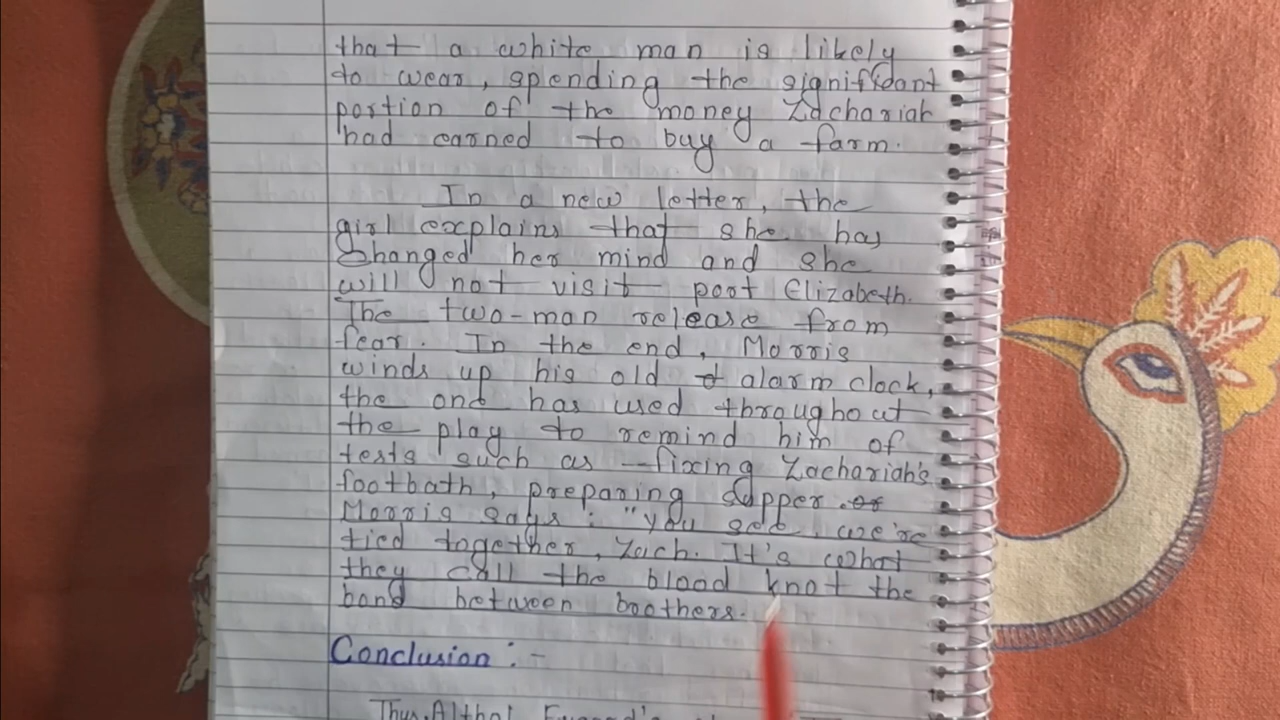 that a white man is likely
to wear, spending the significant
portion of the money Zachariah
had earned to buy a farm.
In a new letter, the
girl explains that she has
changed her mind and she
will not visit port Elizabeth.
The two-man release from
fear. In the end, Morris
winds up his old alarm clock,
the one has used throughout
the play to remind him of
tests such as fixing Zachariah's
footbath, preparing supper.
Morris says: "you see, we're
tied together, Zach. It's what
they call the blood knot the
bond between brothers.
Conclusion :-
Thus, Athol Fugard's